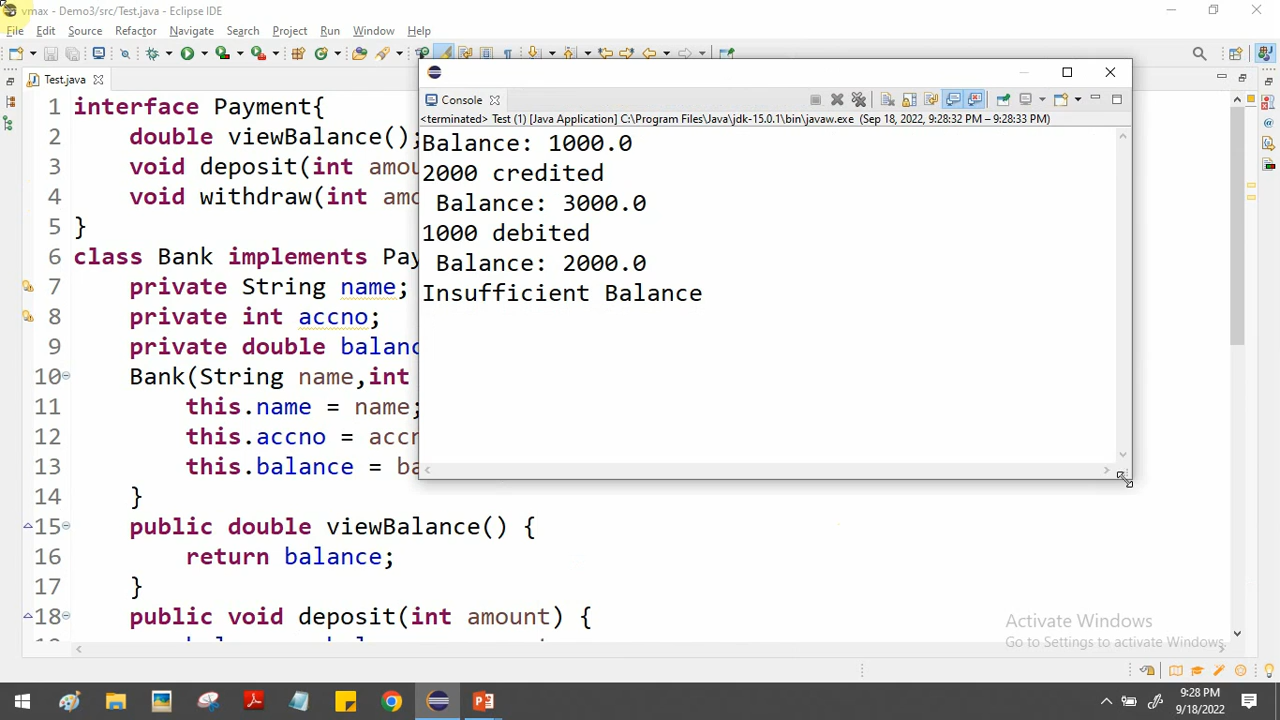 vmax - Demo3/src/Test.java - Eclipse IDE
File Edit Source Refactor Navigate Search Project Run Window Help
Test.java
1 interface Payment{
2 double viewBalance();
3 void deposit(int amou
4 void withdraw(int amo
5 }
6 class Bank implements Pay
7 private String name;
8 private int accno;
9 private double balanc
10 Bank(String name,int
11 this.name = name;
12 this.accno = accn
13 this.balance = ba
14 }
15 public double viewBalance() {
16 return balance;
17 }
18 public void deposit(int amount) {
Console
<terminated> Test (1) [Java Application] C:\Program Files\Java\jdk-15.0.1\bin\javaw.exe (Sep 18, 2022, 9:28:32 PM – 9:28:33 PM)
Balance: 1000.0
2000 credited
Balance: 3000.0
1000 debited
Balance: 2000.0
Insufficient Balance
Activate Windows
Go to Settings to activate Windows.
9:28 PM
9/18/2022